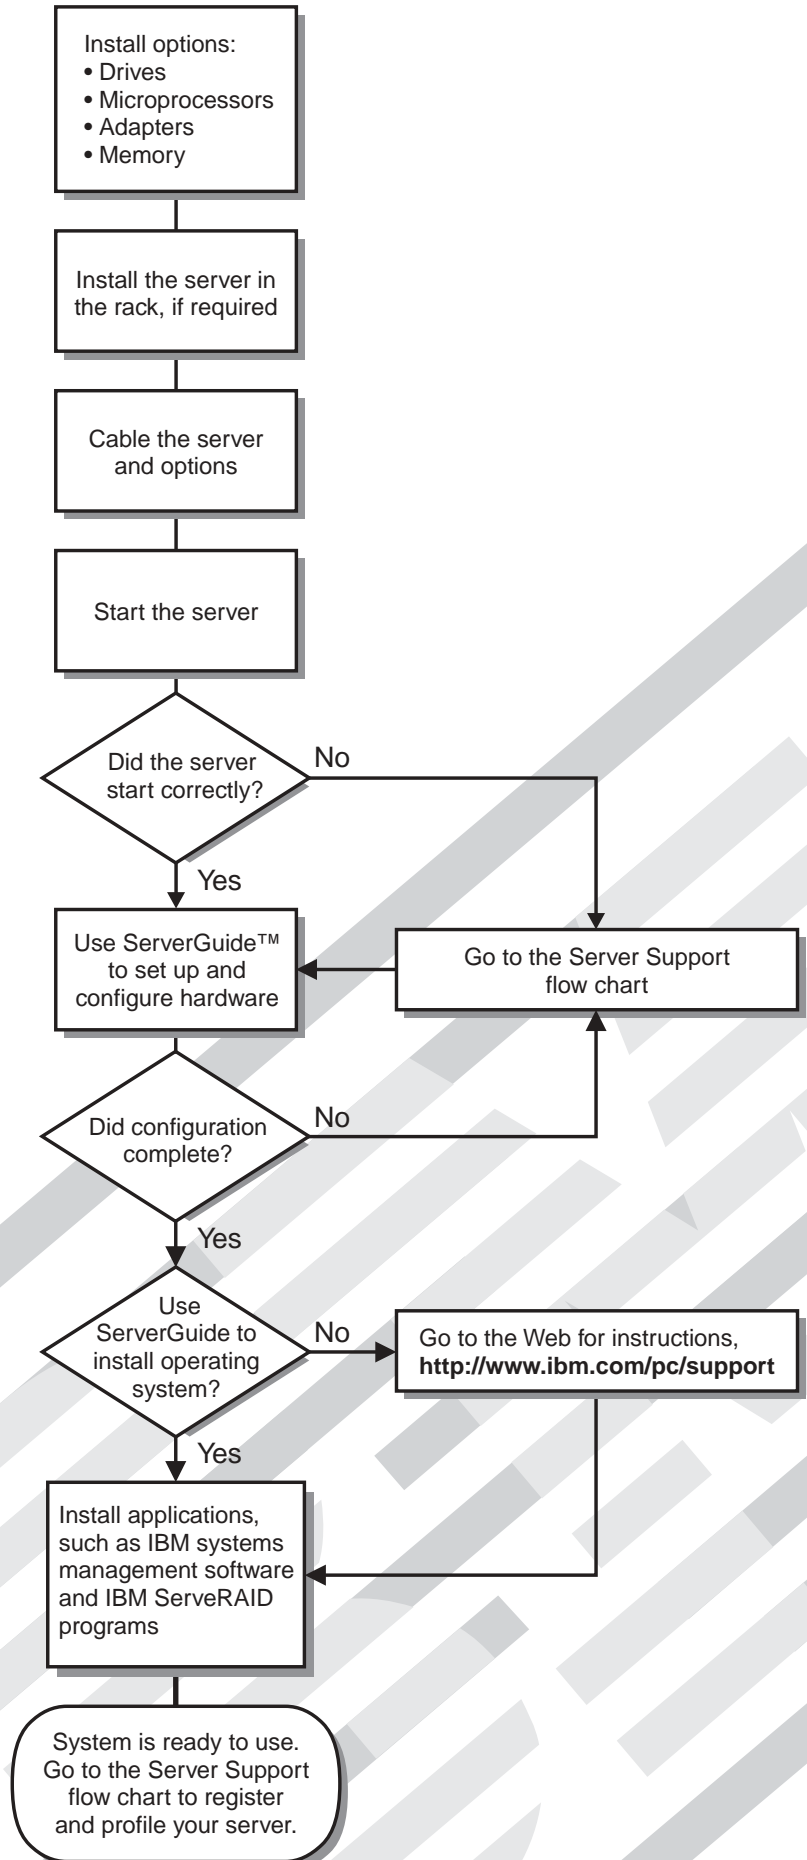 Install options:
• Drives
• Microprocessors
• Adapters
• Memory
Install the server in
the rack, if required
Cable the server
and options
Start the server
Did the server
start correctly?
No
Yes
Use ServerGuide™
to set up and
configure hardware
Go to the Server Support
flow chart
Did configuration
complete?
No
Yes
Use
ServerGuide to
install operating
system?
No
Go to the Web for instructions,
http://www.ibm.com/pc/support
Yes
Install applications,
such as IBM systems
management software
and IBM ServeRAID
programs
System is ready to use.
Go to the Server Support
flow chart to register
and profile your server.